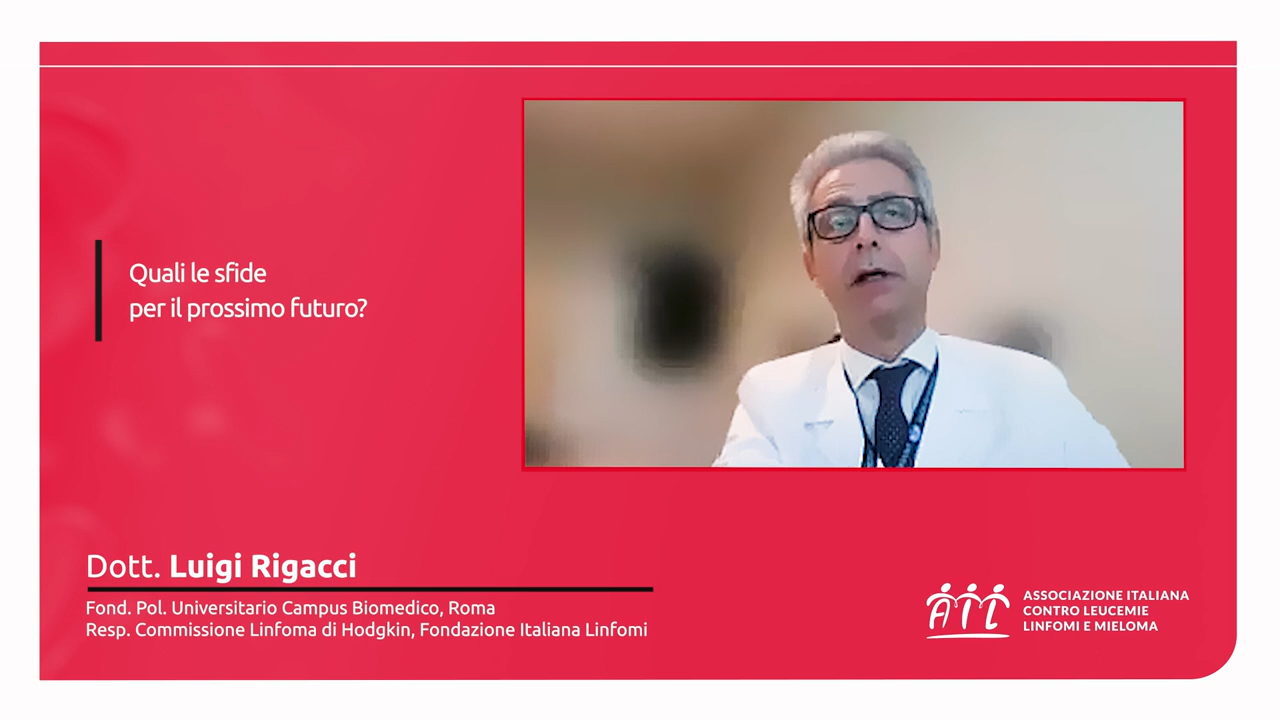 Quali le sfide
per il prossimo futuro?
Dott. Luigi Rigacci
Fond. Pol. Universitario Campus Biomedico, Roma
Resp. Commissione Linfoma di Hodgkin, Fondazione Italiana Linfomi
AIL
ASSOCIAZIONE ITALIANA
CONTRO LEUCEMIE
LINFOMI E MIELOMA